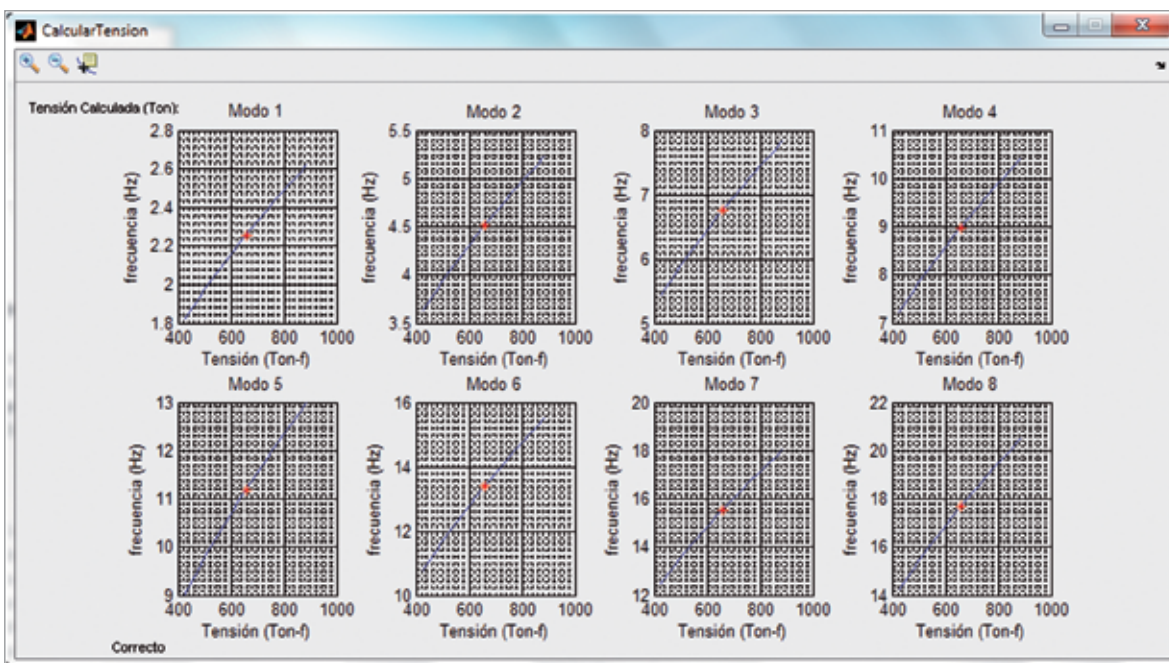 CalcularTension
Tensión Calculada (Ton):
Modo 1
2.8
2.6
2.4
2.2
2
1.8
frecuencia (Hz)
400 600 800 1000
Tensión (Ton-f)
Modo 2
5.5
5
4.5
4
3.5
frecuencia (Hz)
400 600 800 1000
Tensión (Ton-f)
Modo 3
8
7
6
5
frecuencia (Hz)
400 600 800 1000
Tensión (Ton-f)
Modo 4
11
10
9
8
7
frecuencia (Hz)
400 600 800 1000
Tensión (Ton-f)
Modo 5
13
12
11
10
9
frecuencia (Hz)
400 600 800 1000
Tensión (Ton-f)
Modo 6
16
14
12
10
frecuencia (Hz)
400 600 800 1000
Tensión (Ton-f)
Modo 7
20
18
16
14
12
frecuencia (Hz)
400 600 800 1000
Tensión (Ton-f)
Modo 8
22
20
18
16
14
frecuencia (Hz)
400 600 800 1000
Tensión (Ton-f)
Correcto